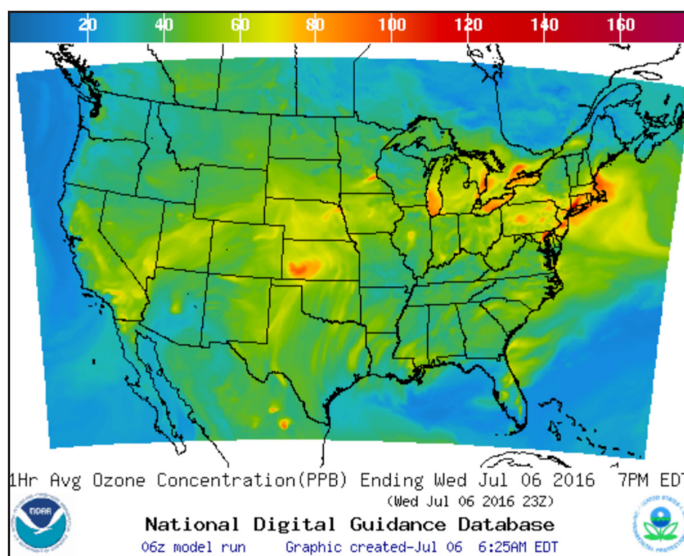 20 40 60 80 100 120 140 160
1Hr Avg Ozone Concentration(PPB) Ending Wed Jul 06 2016 7PM EDT
(Wed Jul 06 2016 23Z)
National Digital Guidance Database
06z model run Graphic created-Jul 06 6:25AM EDT
NOAA